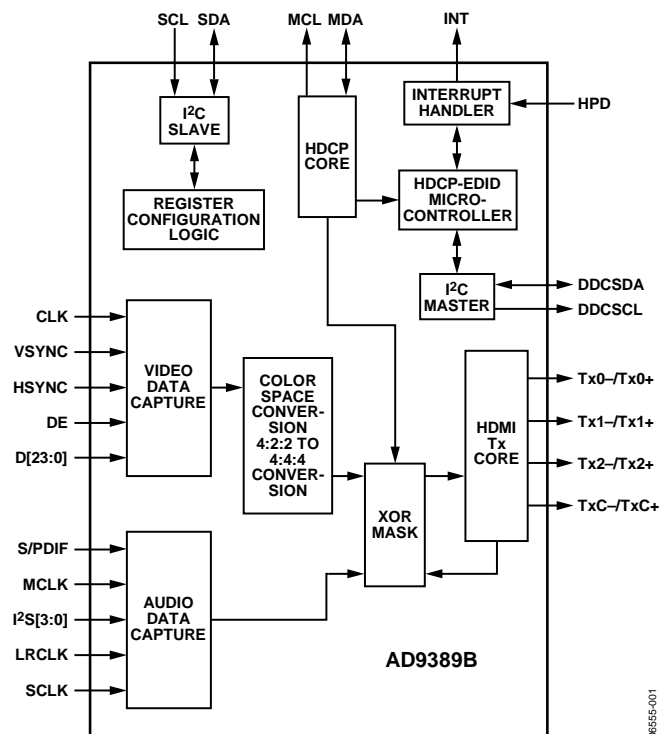 SCL SDA MCL MDA INT
I²C
SLAVE
REGISTER
CONFIGURATION
LOGIC
HDCP
CORE
INTERRUPT
HANDLER
HPD
HDCP-EDID
MICRO-
CONTROLLER
I²C
MASTER
DDCSDA
DDCSCL
CLK
VSYNC
HSYNC
DE
D[23:0]
VIDEO
DATA
CAPTURE
COLOR
SPACE
CONVER-
SION
4:2:2 TO
4:4:4
CONVER-
SION
XOR
MASK
HDMI
Tx
CORE
Tx0–/Tx0+
Tx1–/Tx1+
Tx2–/Tx2+
TxC–/TxC+
S/PDIF
MCLK
I²S[3:0]
LRCLK
SCLK
AUDIO
DATA
CAPTURE
AD9389B
06555-001